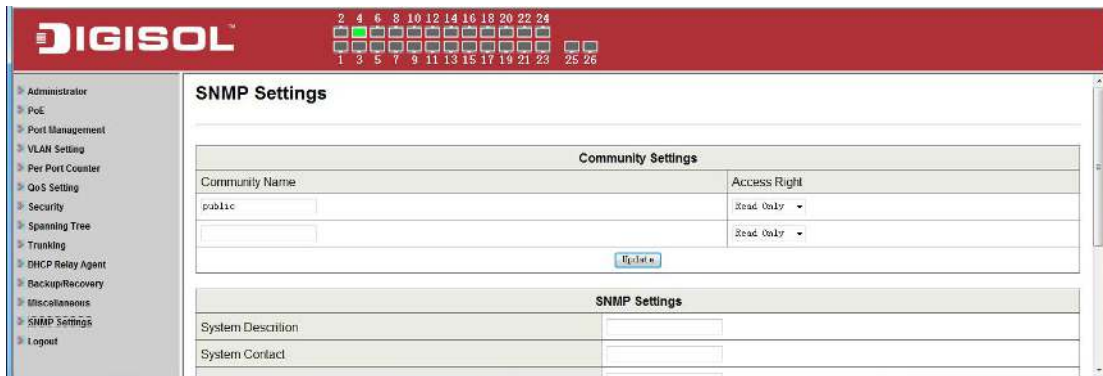 DIGISOL
2 4 6 8 10 12 14 16 18 20 22 24
1 3 5 7 9 11 13 15 17 19 21 23 25 26
Administrator
PoE
Port Management
VLAN Setting
Per Port Counter
QoS Setting
Security
Spanning Tree
Trunking
DHCP Relay Agent
Backup/Recovery
Miscellaneous
SNMP Settings
Logout
SNMP Settings
Community Settings
Community Name Access Right
public Read Only
Read Only
Update
SNMP Settings
System Descrition
System Contact